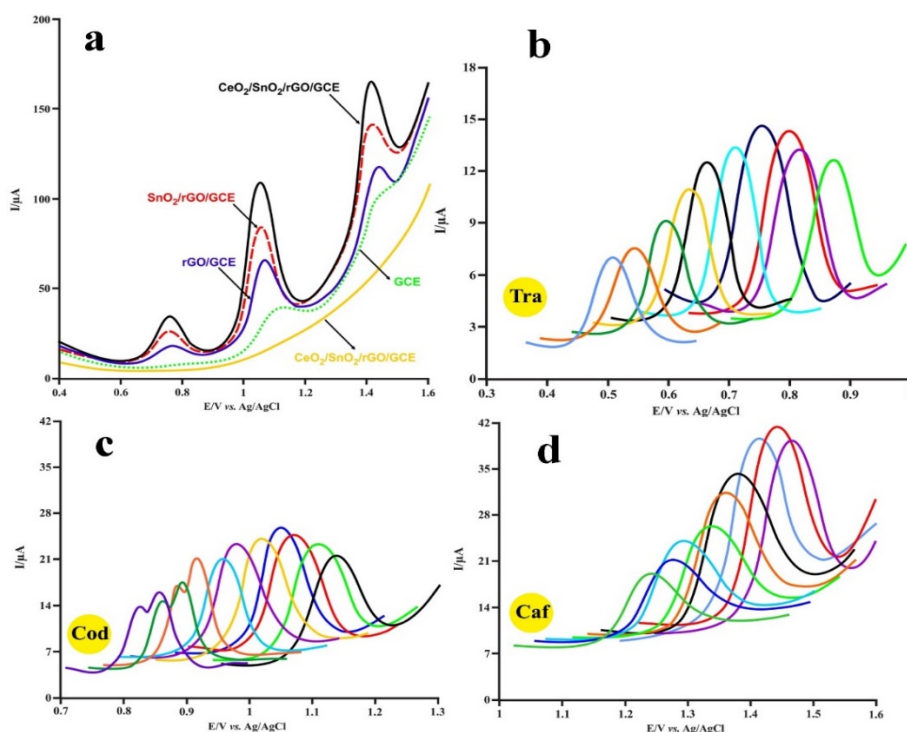 a
200
150
100
50
0
I/µA
0.4 0.6 0.8 1 1.2 1.4 1.6
E/V vs. Ag/AgCl
CeO₂/SnO₂/rGO/GCE
SnO₂/rGO/GCE
rGO/GCE
GCE
CeO₂/SnO₂/rGO/GCE
b
18
15
12
9
6
3
0
I/µA
Tra
0.3 0.4 0.5 0.6 0.7 0.8 0.9
E/V vs. Ag/AgCl
c
42
35
28
21
14
7
0
I/µA
Cod
0.7 0.8 0.9 1 1.1 1.2 1.3
E/V vs. Ag/AgCl
d
42
35
28
21
14
7
0
I/µA
Caf
1 1.1 1.2 1.3 1.4 1.5 1.6
E/V vs. Ag/AgCl